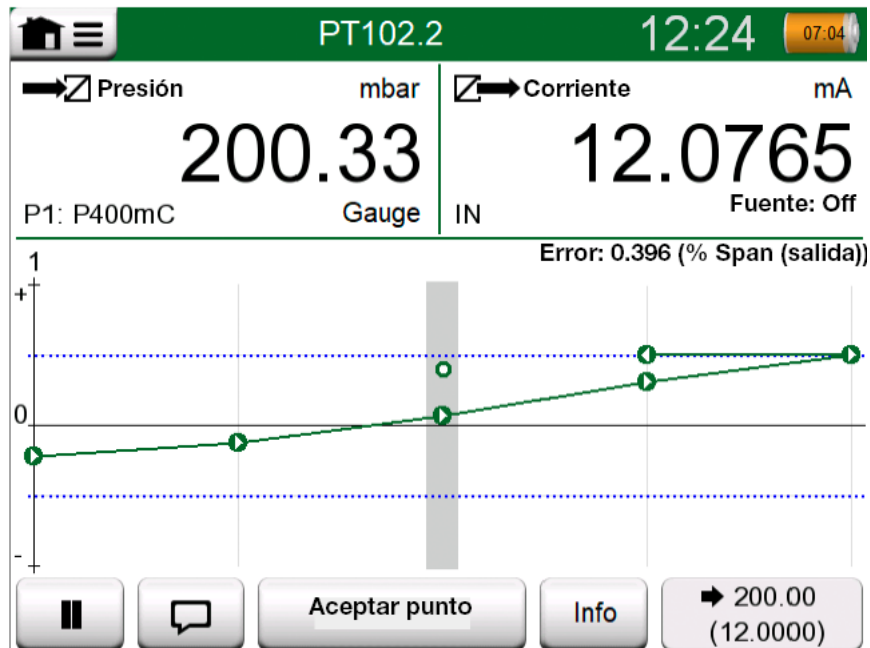 PT102.2 12:24 07:04
Presión mbar
200.33
P1: P400mC Gauge
Corriente mA
12.0765
IN Fuente: Off
Error: 0.396 (% Span (salida))
1
+
0
-
Aceptar punto
Info
200.00
(12.0000)